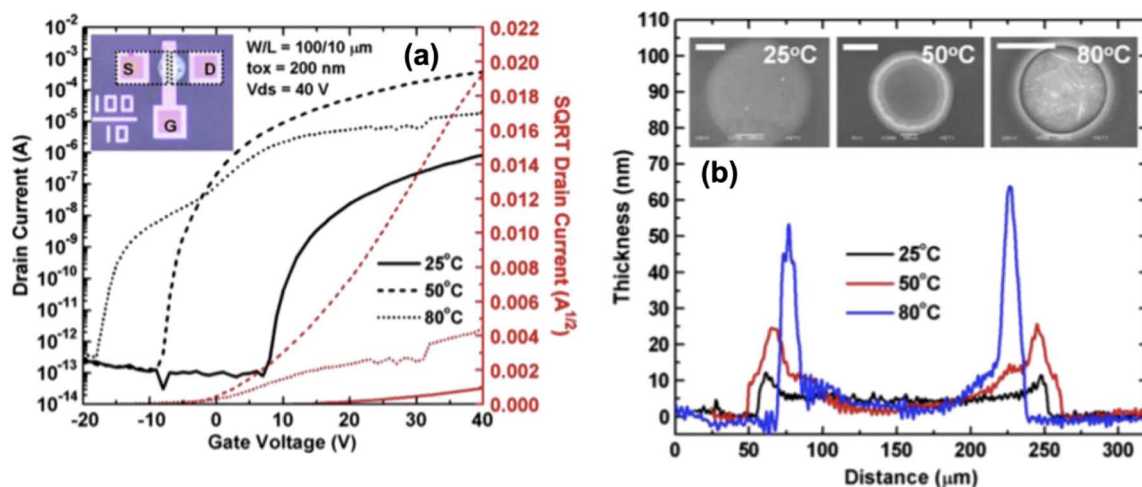 (a)
W/L = 100/10 μm
tox = 200 nm
Vds = 40 V
S
D
G
100
10
10⁻²
10⁻³
10⁻⁴
10⁻⁵
10⁻⁶
10⁻⁷
10⁻⁸
10⁻⁹
10⁻¹⁰
10⁻¹¹
10⁻¹²
10⁻¹³
10⁻¹⁴
Drain Current (A)
25°C
50°C
80°C
0.022
0.020
0.018
0.016
0.014
0.012
0.010
0.008
0.006
0.004
0.002
0.000
SQRT Drain Current (A^1/2)
-20 -10 0 10 20 30 40
Gate Voltage (V)
(b)
25°C
50°C
80°C
110
100
90
80
70
60
50
40
30
20
10
0
Thickness (nm)
25°C
50°C
80°C
0 50 100 150 200 250 300
Distance (μm)